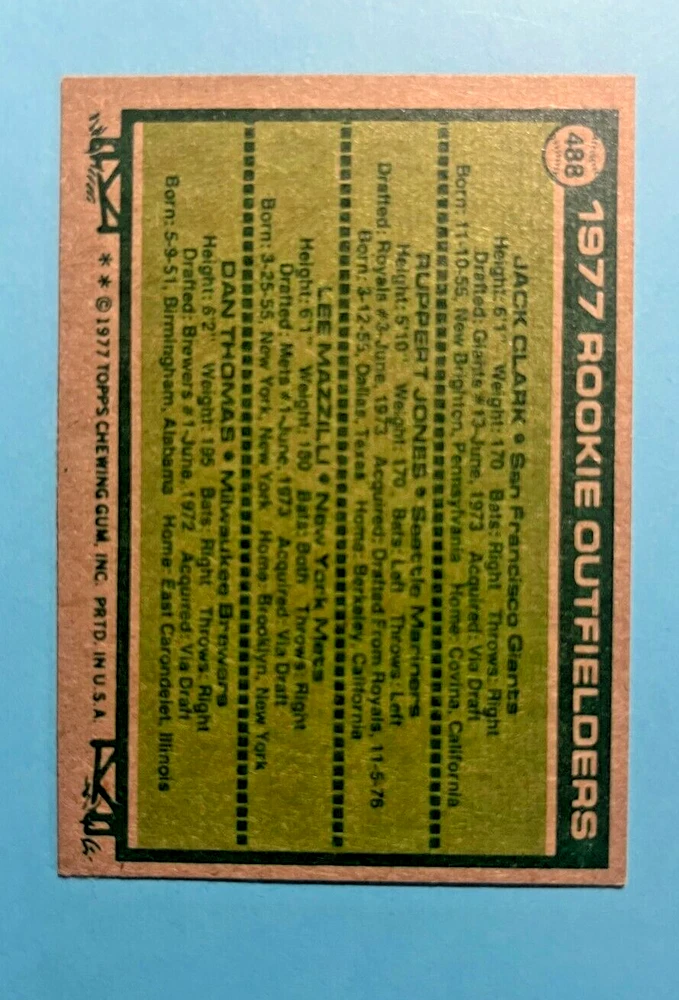 488
1977 ROOKIE OUTFIELDERS
JACK CLARK • San Francisco Giants
Height: 6'1" Weight: 170 Bats: Right Throws: Right
Drafted: Giants #13-June, 1973 Acquired: Via Draft
Born: 11-10-55, New Brighton, Pennsylvania Home: Covina, California
RUPPERT JONES • Seattle Mariners
Height: 5'10" Weight: 170 Bats: Left Throws: Left
Drafted: Royals #3-June, 1973 Acquired: Drafted From Royals, 11-5-76
Born: 3-12-55, Dallas, Texas Home: Berkeley, California
LEE MAZZILLI • New York Mets
Height: 6'1" Weight: 180 Bats: Both Throws: Right
Drafted: Mets #1-June, 1973 Acquired: Via Draft
Born: 3-25-55, New York, New York Home: Brooklyn, New York
DAN THOMAS • Milwaukee Brewers
Height: 6'2" Weight: 195 Bats: Right Throws: Right
Drafted: Brewers #1-June, 1972 Acquired: Via Draft
Born: 5-9-51, Birmingham, Alabama Home: East Carondelet, Illinois
* * © 1977 TOPPS CHEWING GUM, INC. PRTD. IN U.S.A.